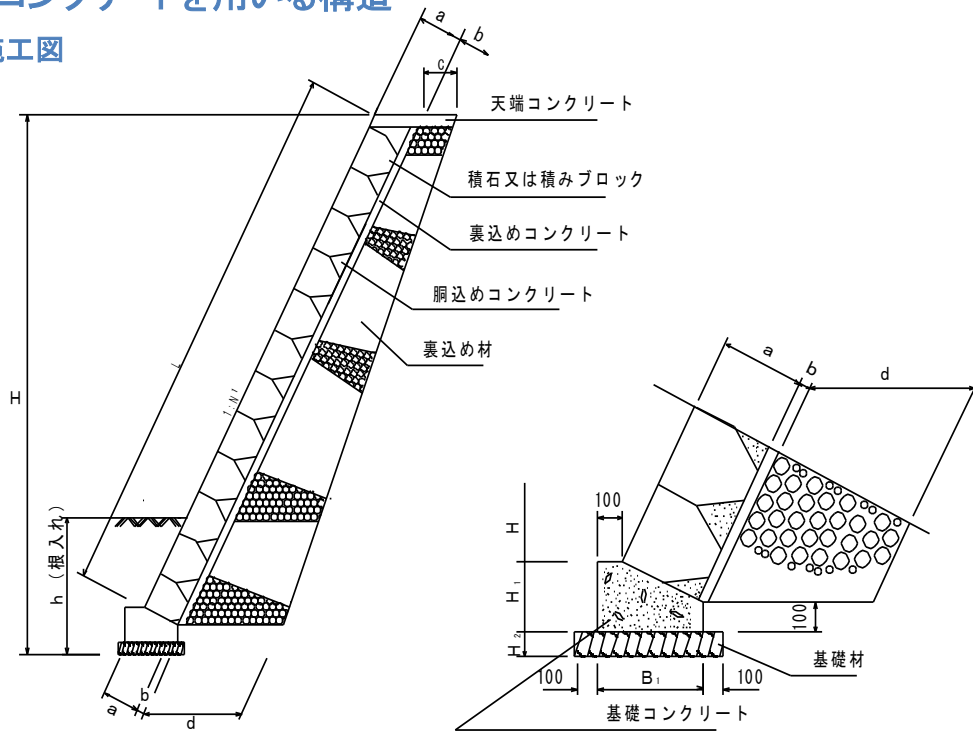 コンクリートを用いる構造
施工図
a
b
c
天端コンクリート
積石又は積みブロック
裏込めコンクリート
胴込めコンクリート
裏込め材
H
L
1:N1
h(根入れ)
a
b
d
a
b
d
100
H
H1
H2
100
100
B1
100
基礎材
基礎コンクリート